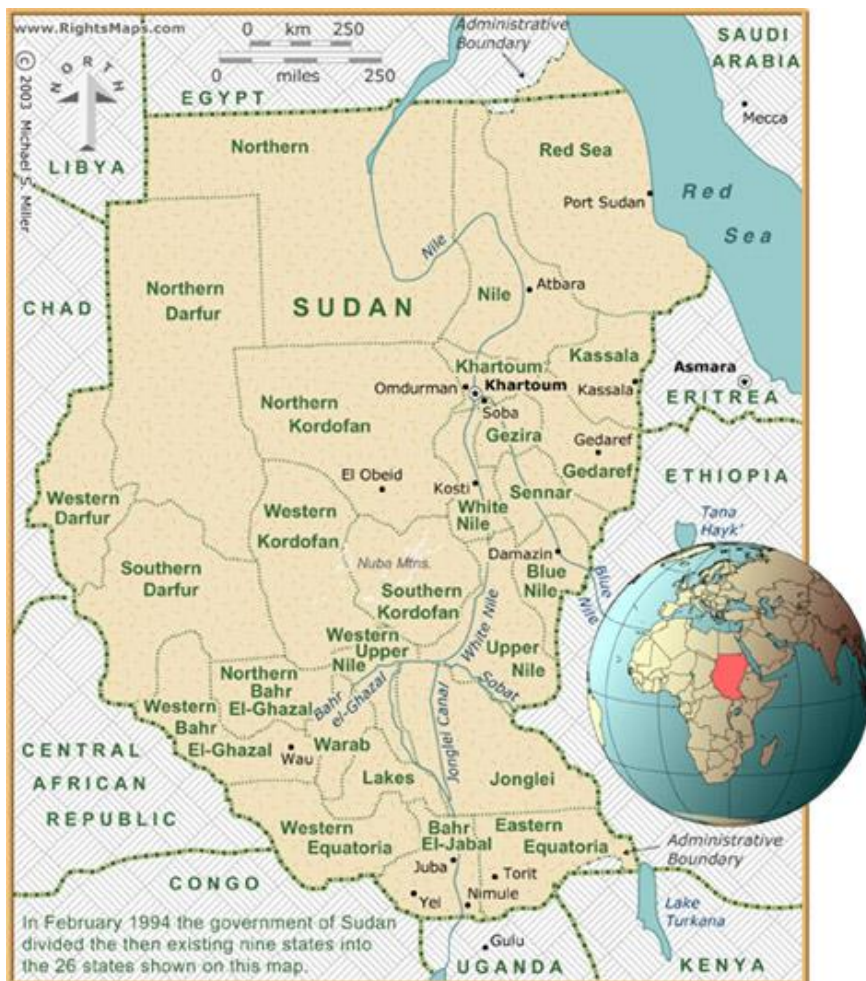 www.RightsMaps.com
© 2003 Michael S. Miller
NORTH
0 km 250
0 miles 250
Administrative
Boundary
SAUDI
ARABIA
EGYPT
Mecca
LIBYA
Northern
Red Sea
Port Sudan
Red
Sea
Nile
Northern
Darfur
SUDAN
Nile
Atbara
CHAD
Khartoum
Kassala
Asmara
Omdurman
Khartoum
Kassala
ERITREA
Northern
Kordofan
Soba
Gezira
Gedaref
Gedaref
El Obeid
Kosti
Sennar
ETHIOPIA
Western
Darfur
Western
Kordofan
White
Nile
Tana
Hayk'
Southern
Darfur
Nuba Mtns.
Damazin
Blue
Nile
Blue
Nile
Southern
Kordofan
Western
Upper
Nile
White Nile
Upper
Nile
Northern
Bahr
El-Ghazal
Bahr
el-Ghazal
Sobat
Western
Bahr
El-Ghazal
Warab
Jonglei Canal
Wau
Lakes
Jonglei
CENTRAL
AFRICAN
REPUBLIC
Western
Equatoria
Bahr
El-Jabal
Eastern
Equatoria
Administrative
Boundary
Juba
Torit
CONGO
Yei
Nimule
Lake
Turkana
In February 1994 the government of Sudan
divided the then existing nine states into
the 26 states shown on this map.
Gulu
UGANDA
KENYA